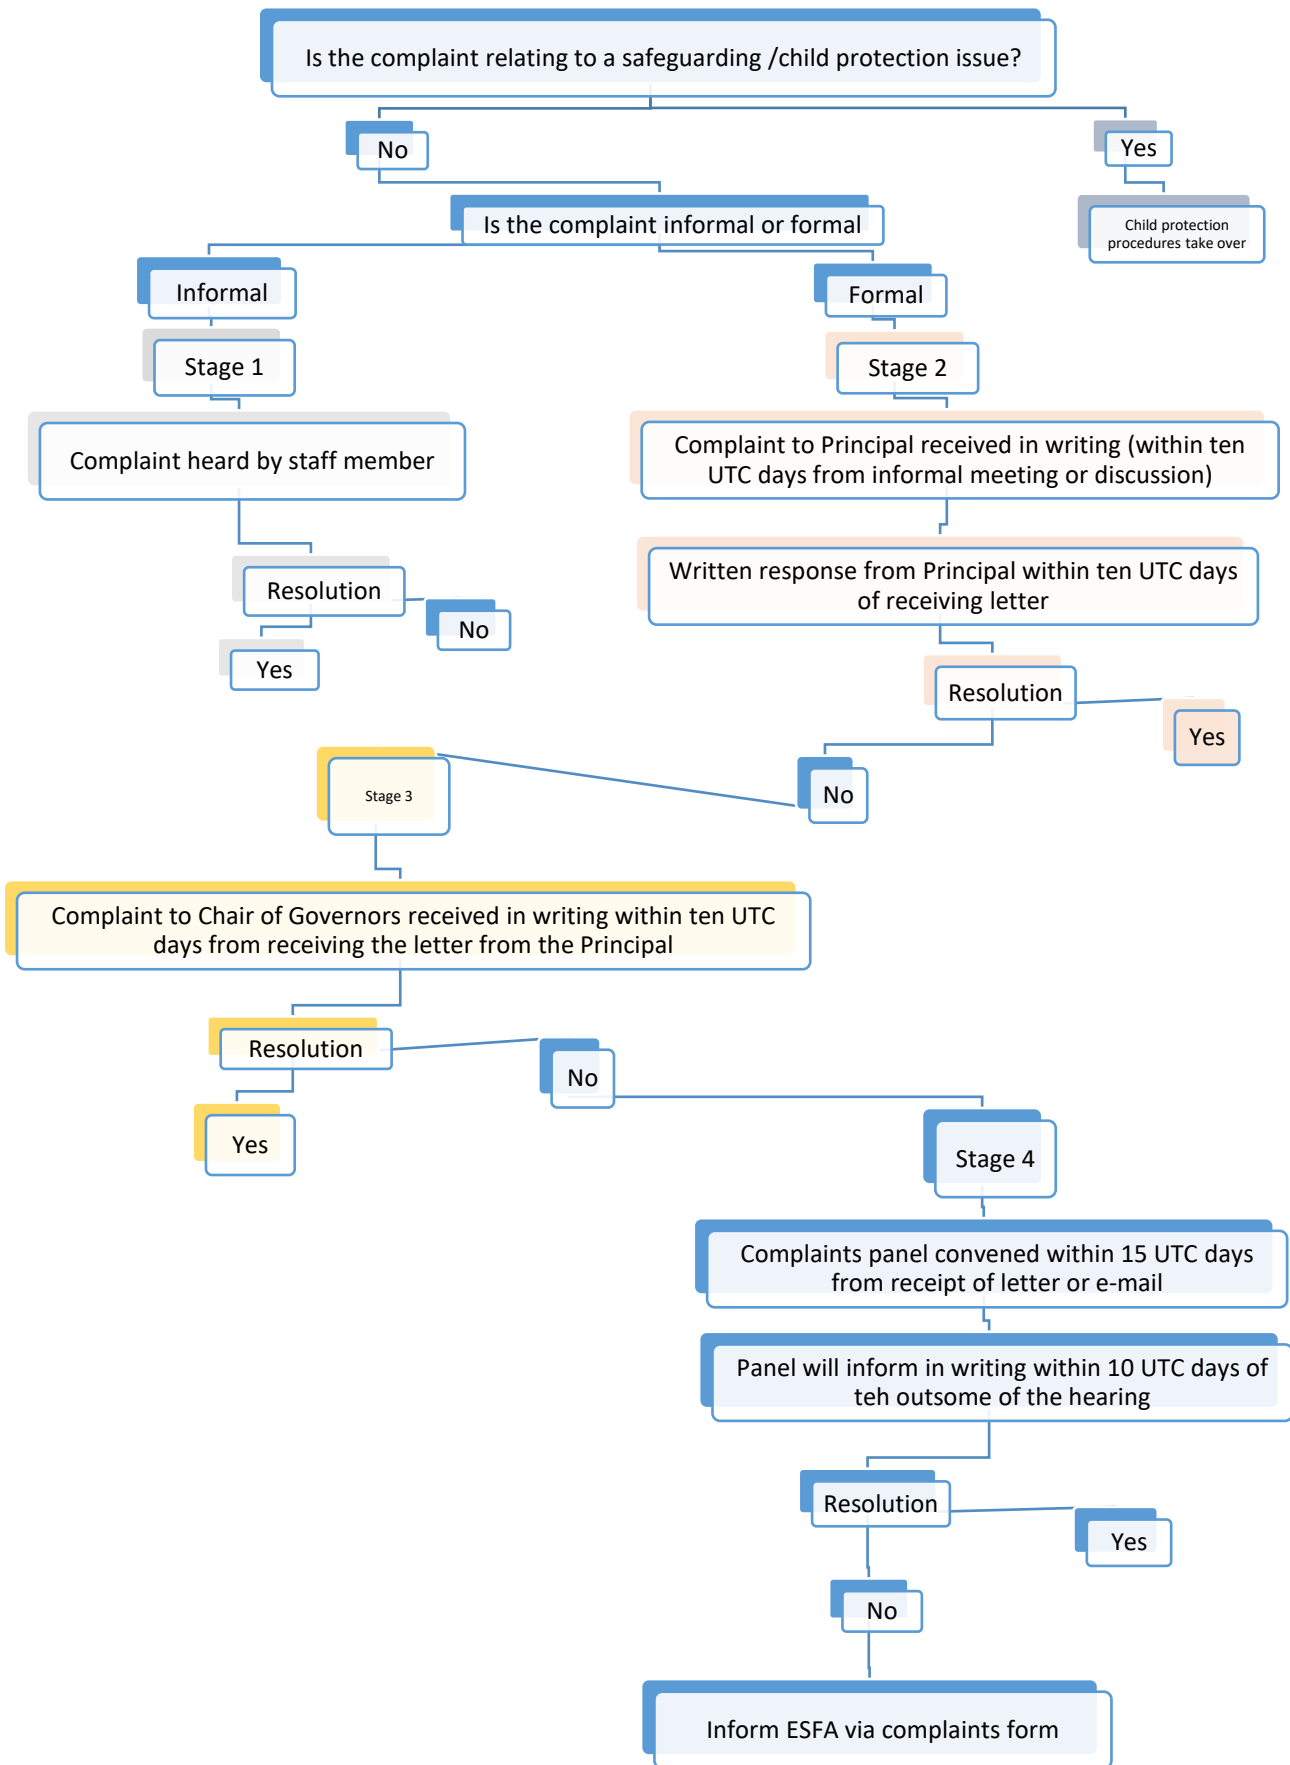 Is the complaint relating to a safeguarding /child protection issue?
No
Yes
Is the complaint informal or formal
Child protection
procedures take over
Informal
Formal
Stage 1
Stage 2
Complaint heard by staff member
Complaint to Principal received in writing (within ten
UTC days from informal meeting or discussion)
Written response from Principal within ten UTC days
of receiving letter
Resolution
No
Yes
Resolution
Yes
No
Stage 3
Complaint to Chair of Governors received in writing within ten UTC
days from receiving the letter from the Principal
Resolution
No
Yes
Stage 4
Complaints panel convened within 15 UTC days
from receipt of letter or e-mail
Panel will inform in writing within 10 UTC days of
teh outsome of the hearing
Resolution
Yes
No
Inform ESFA via complaints form